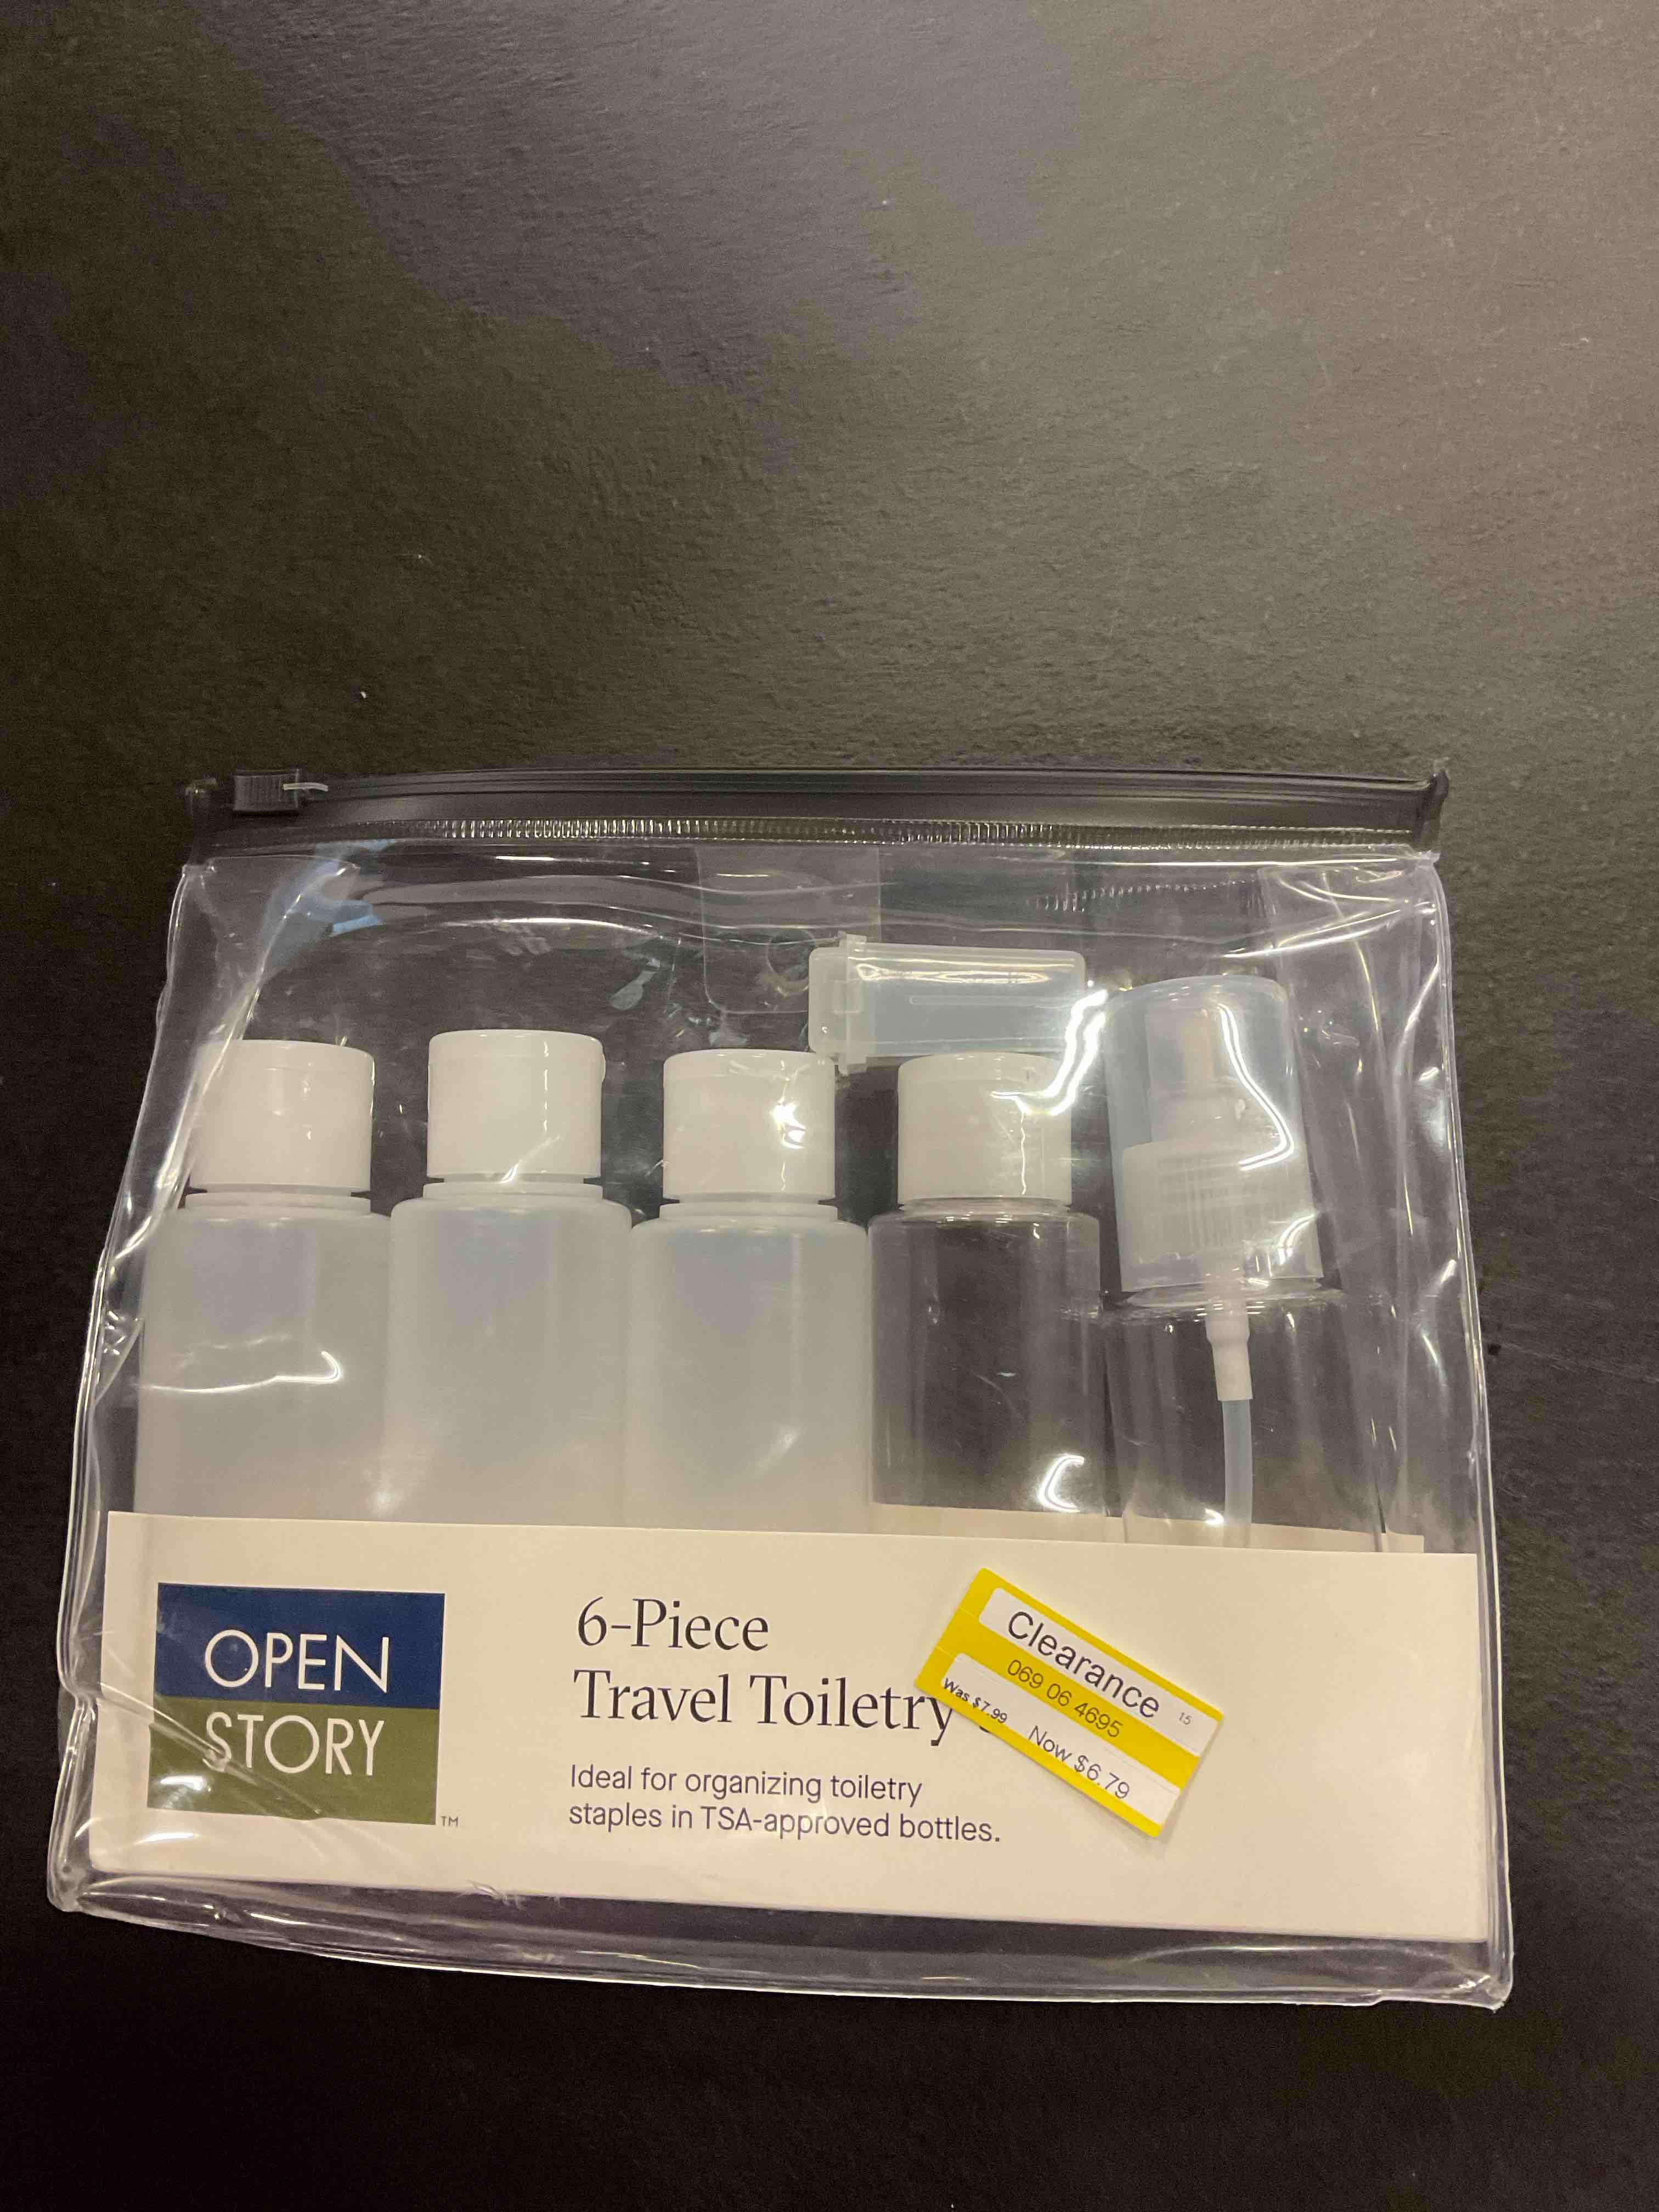 OPEN
STORY
TM
6-Piece
Travel Toiletry
Ideal for organizing toiletry
staples in TSA-approved bottles.
Clearance
15
069 06 4695
Was $7.99 Now $6.79